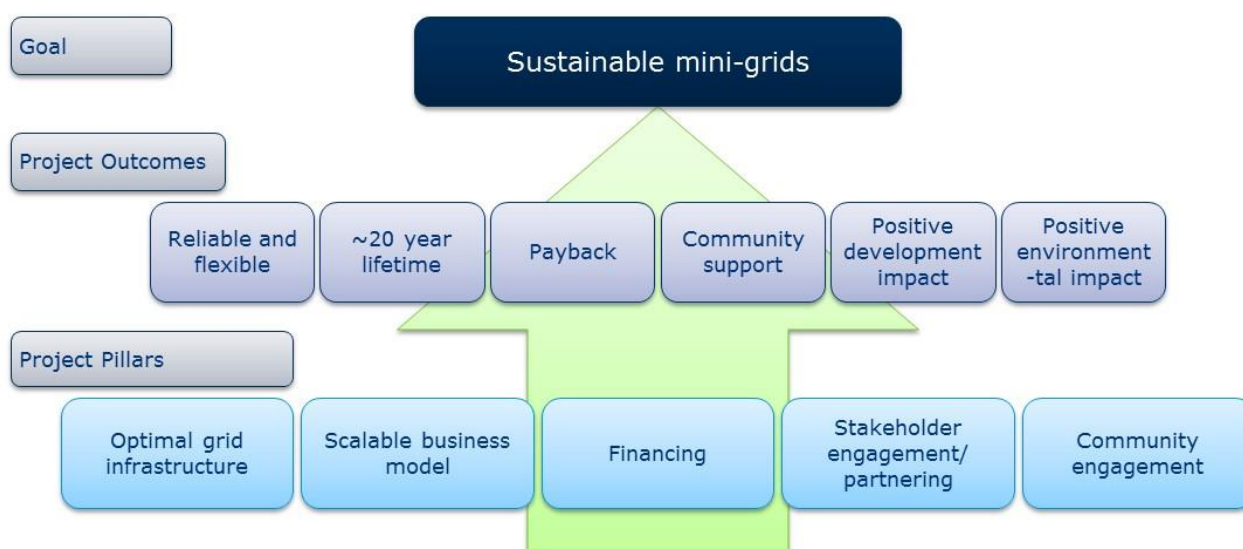 Goal
Sustainable mini-grids
Project Outcomes
Reliable and
flexible
~20 year
lifetime
Payback
Community
support
Positive
development
impact
Positive
environment
-tal impact
Project Pillars
Optimal grid
infrastructure
Scalable business
model
Financing
Stakeholder
engagement/
partnering
Community
engagement